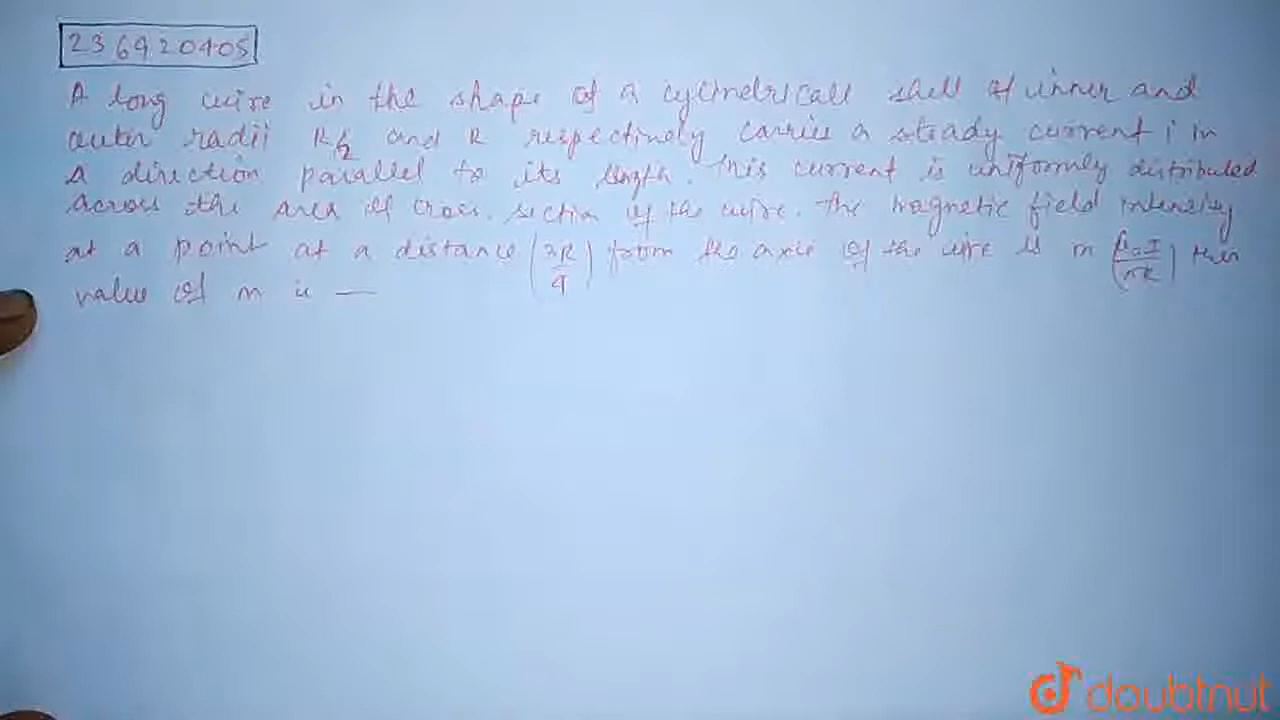 236920405
A long wire in the shape of a cylindricall shell of inner and
outer radii R/2 and R respectively carries a steady current i in
A direction parallel to its length. This current is uniformly distributed
across the area of cross. section of the wire. The magnetic field intensity
at a point at a distance (3R/4) from the axis of the wire is m (μ0I/πR) then
value of m is —
doubtnut